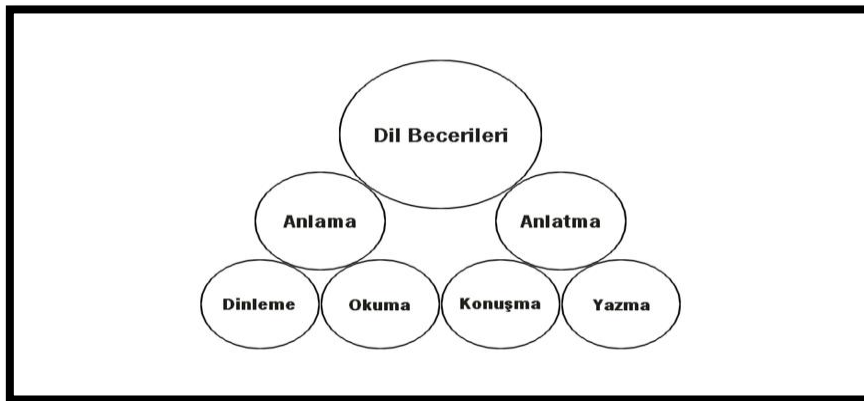 Dil Becerileri
Anlama
Anlatma
Dinleme
Okuma
Konuşma
Yazma